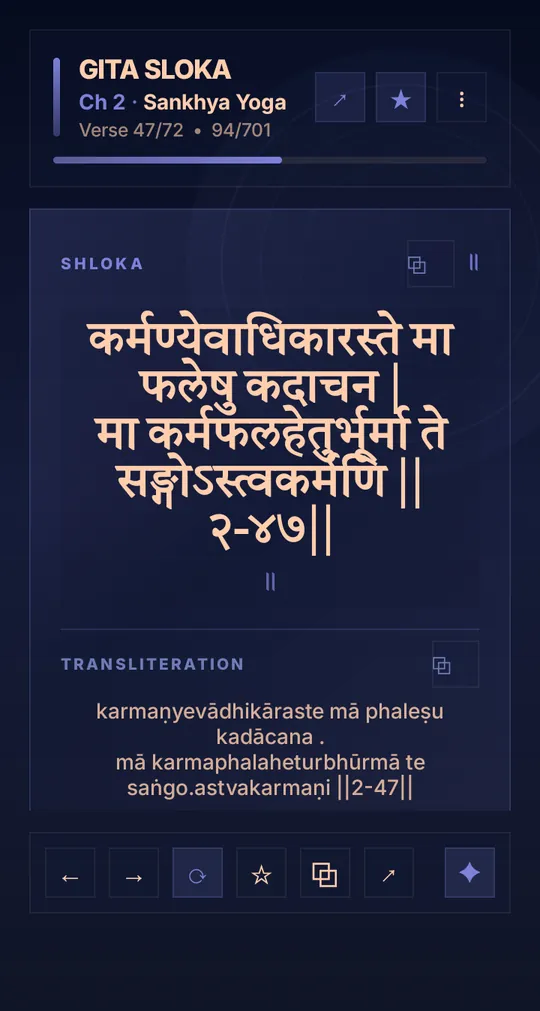 GITA SLOKA
Ch 2 · Sankhya Yoga
Verse 47/72 • 94/701
SHLOKA
॥
कर्मण्येवाधिकारस्ते मा
फलेषु कदाचन |
मा कर्मफलहेतुर्भूर्मा ते
सङ्गोऽस्त्वकर्मणि ||
२-४७||
॥
TRANSLITERATION
karmaṇyevādhikāraste mā phaleṣu
kadācana .
mā karmaphalaheturbhūrmā te
saṅgo.astvakarmaṇi ||2-47||